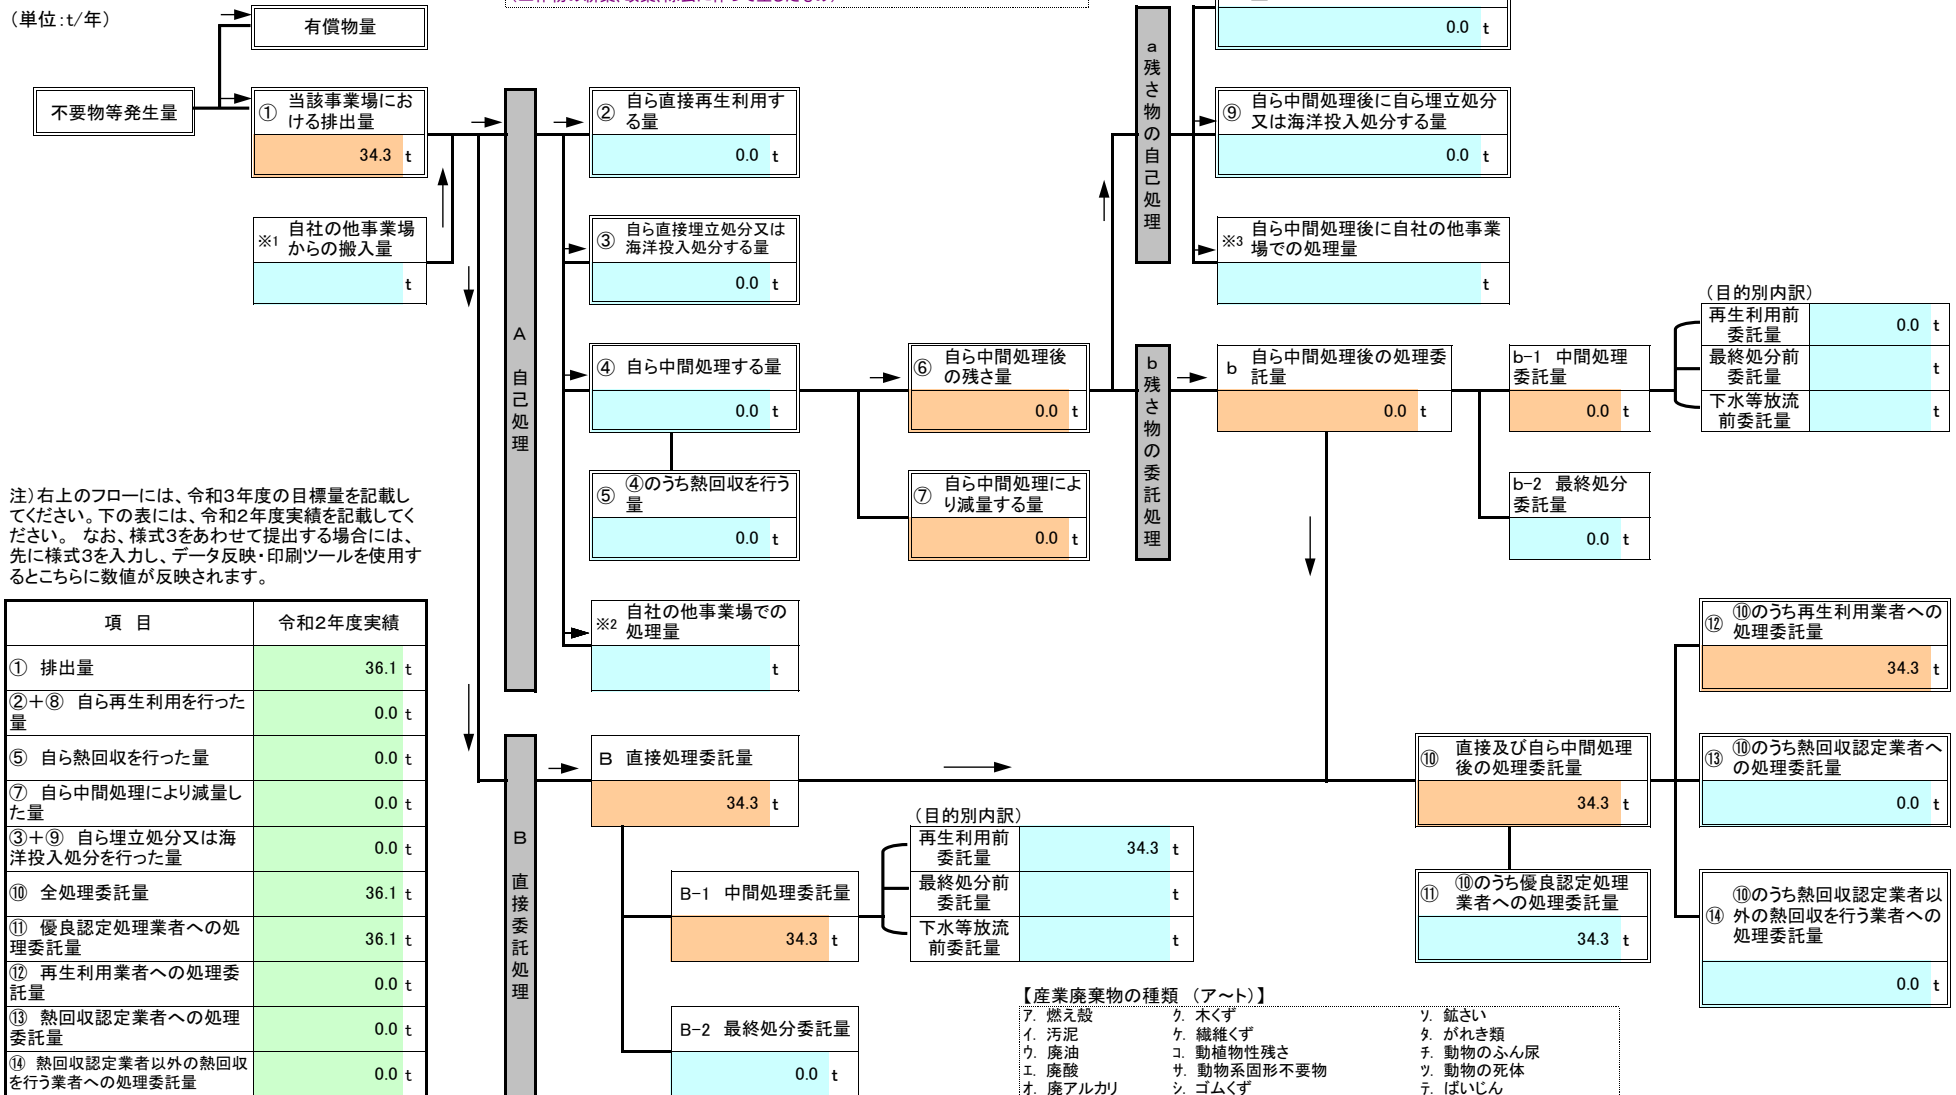 （単位：t/年）
有償物量
不要物等発生量
① 当該事業場にお
ける排出量
34.3 t
※1 自社の他事業場
からの搬入量
t
A 自己処理
② 自ら直接再生利用す
る量
0.0 t
③ 自ら直接埋立処分又は
海洋投入処分する量
0.0 t
④ 自ら中間処理する量
0.0 t
⑤ ④のうち熱回収を行う
量
0.0 t
※2 自社の他事業場での
処理量
t
⑥ 自ら中間処理後
の残さ量
0.0 t
⑦ 自ら中間処理によ
り減量する量
0.0 t
a 残さ物の自己処理
0.0 t
⑨ 自ら中間処理後に自ら埋立処分
又は海洋投入処分する量
0.0 t
※3 自ら中間処理後に自社の他事業
場での処理量
t
b 残さ物の委託処理
b 自ら中間処理後の処理委
託量
0.0 t
b-1 中間処理
委託量
0.0 t
b-2 最終処分
委託量
0.0 t
（目的別内訳）
再生利用前
委託量
0.0 t
最終処分前
委託量
t
下水等放流
前委託量
t
注）右上のフローには、令和３年度の目標量を記載し
てください。下の表には、令和２年度実績を記載してく
ださい。 なお、様式３をあわせて提出する場合には、
先に様式３を入力し、データ反映・印刷ツールを使用す
るとこちらに数値が反映されます。
項 目 令和２年度実績
① 排出量 36.1 t
②＋⑧ 自ら再生利用を行った
量 0.0 t
⑤ 自ら熱回収を行った量 0.0 t
⑦ 自ら中間処理により減量し
た量 0.0 t
③＋⑨ 自ら埋立処分又は海
洋投入処分を行った量 0.0 t
⑩ 全処理委託量 36.1 t
⑪ 優良認定処理業者への処
理委託量 36.1 t
⑫ 再生利用業者への処理委
託量 0.0 t
⑬ 熱回収認定業者への処理
委託量 0.0 t
⑭ 熱回収認定業者以外の熱回収
を行う業者への処理委託量 0.0 t
B 直接委託処理
B 直接処理委託量
34.3 t
B-1 中間処理委託量
34.3 t
B-2 最終処分委託量
0.0 t
（目的別内訳）
再生利用前
委託量
34.3 t
最終処分前
委託量
t
下水等放流
前委託量
t
⑩ 直接及び自ら中間処理
後の処理委託量
34.3 t
⑪ ⑩のうち優良認定処理
業者への処理委託量
34.3 t
⑫ ⑩のうち再生利用業者への
処理委託量
34.3 t
⑬ ⑩のうち熱回収認定業者へ
の処理委託量
0.0 t
⑭ ⑩のうち熱回収認定業者以
外の熱回収を行う業者への
処理委託量
0.0 t
【産業廃棄物の種類 （ア～ト）】
ア. 燃え殻 ク. 木くず ソ. 鉱さい
イ. 汚泥 ケ. 繊維くず タ. がれき類
ウ. 廃油 コ. 動植物性残さ チ. 動物のふん尿
エ. 廃酸 サ. 動物系固形不要物 ツ. 動物の死体
オ. 廃アルカリ シ. ゴムくず テ. ばいじん